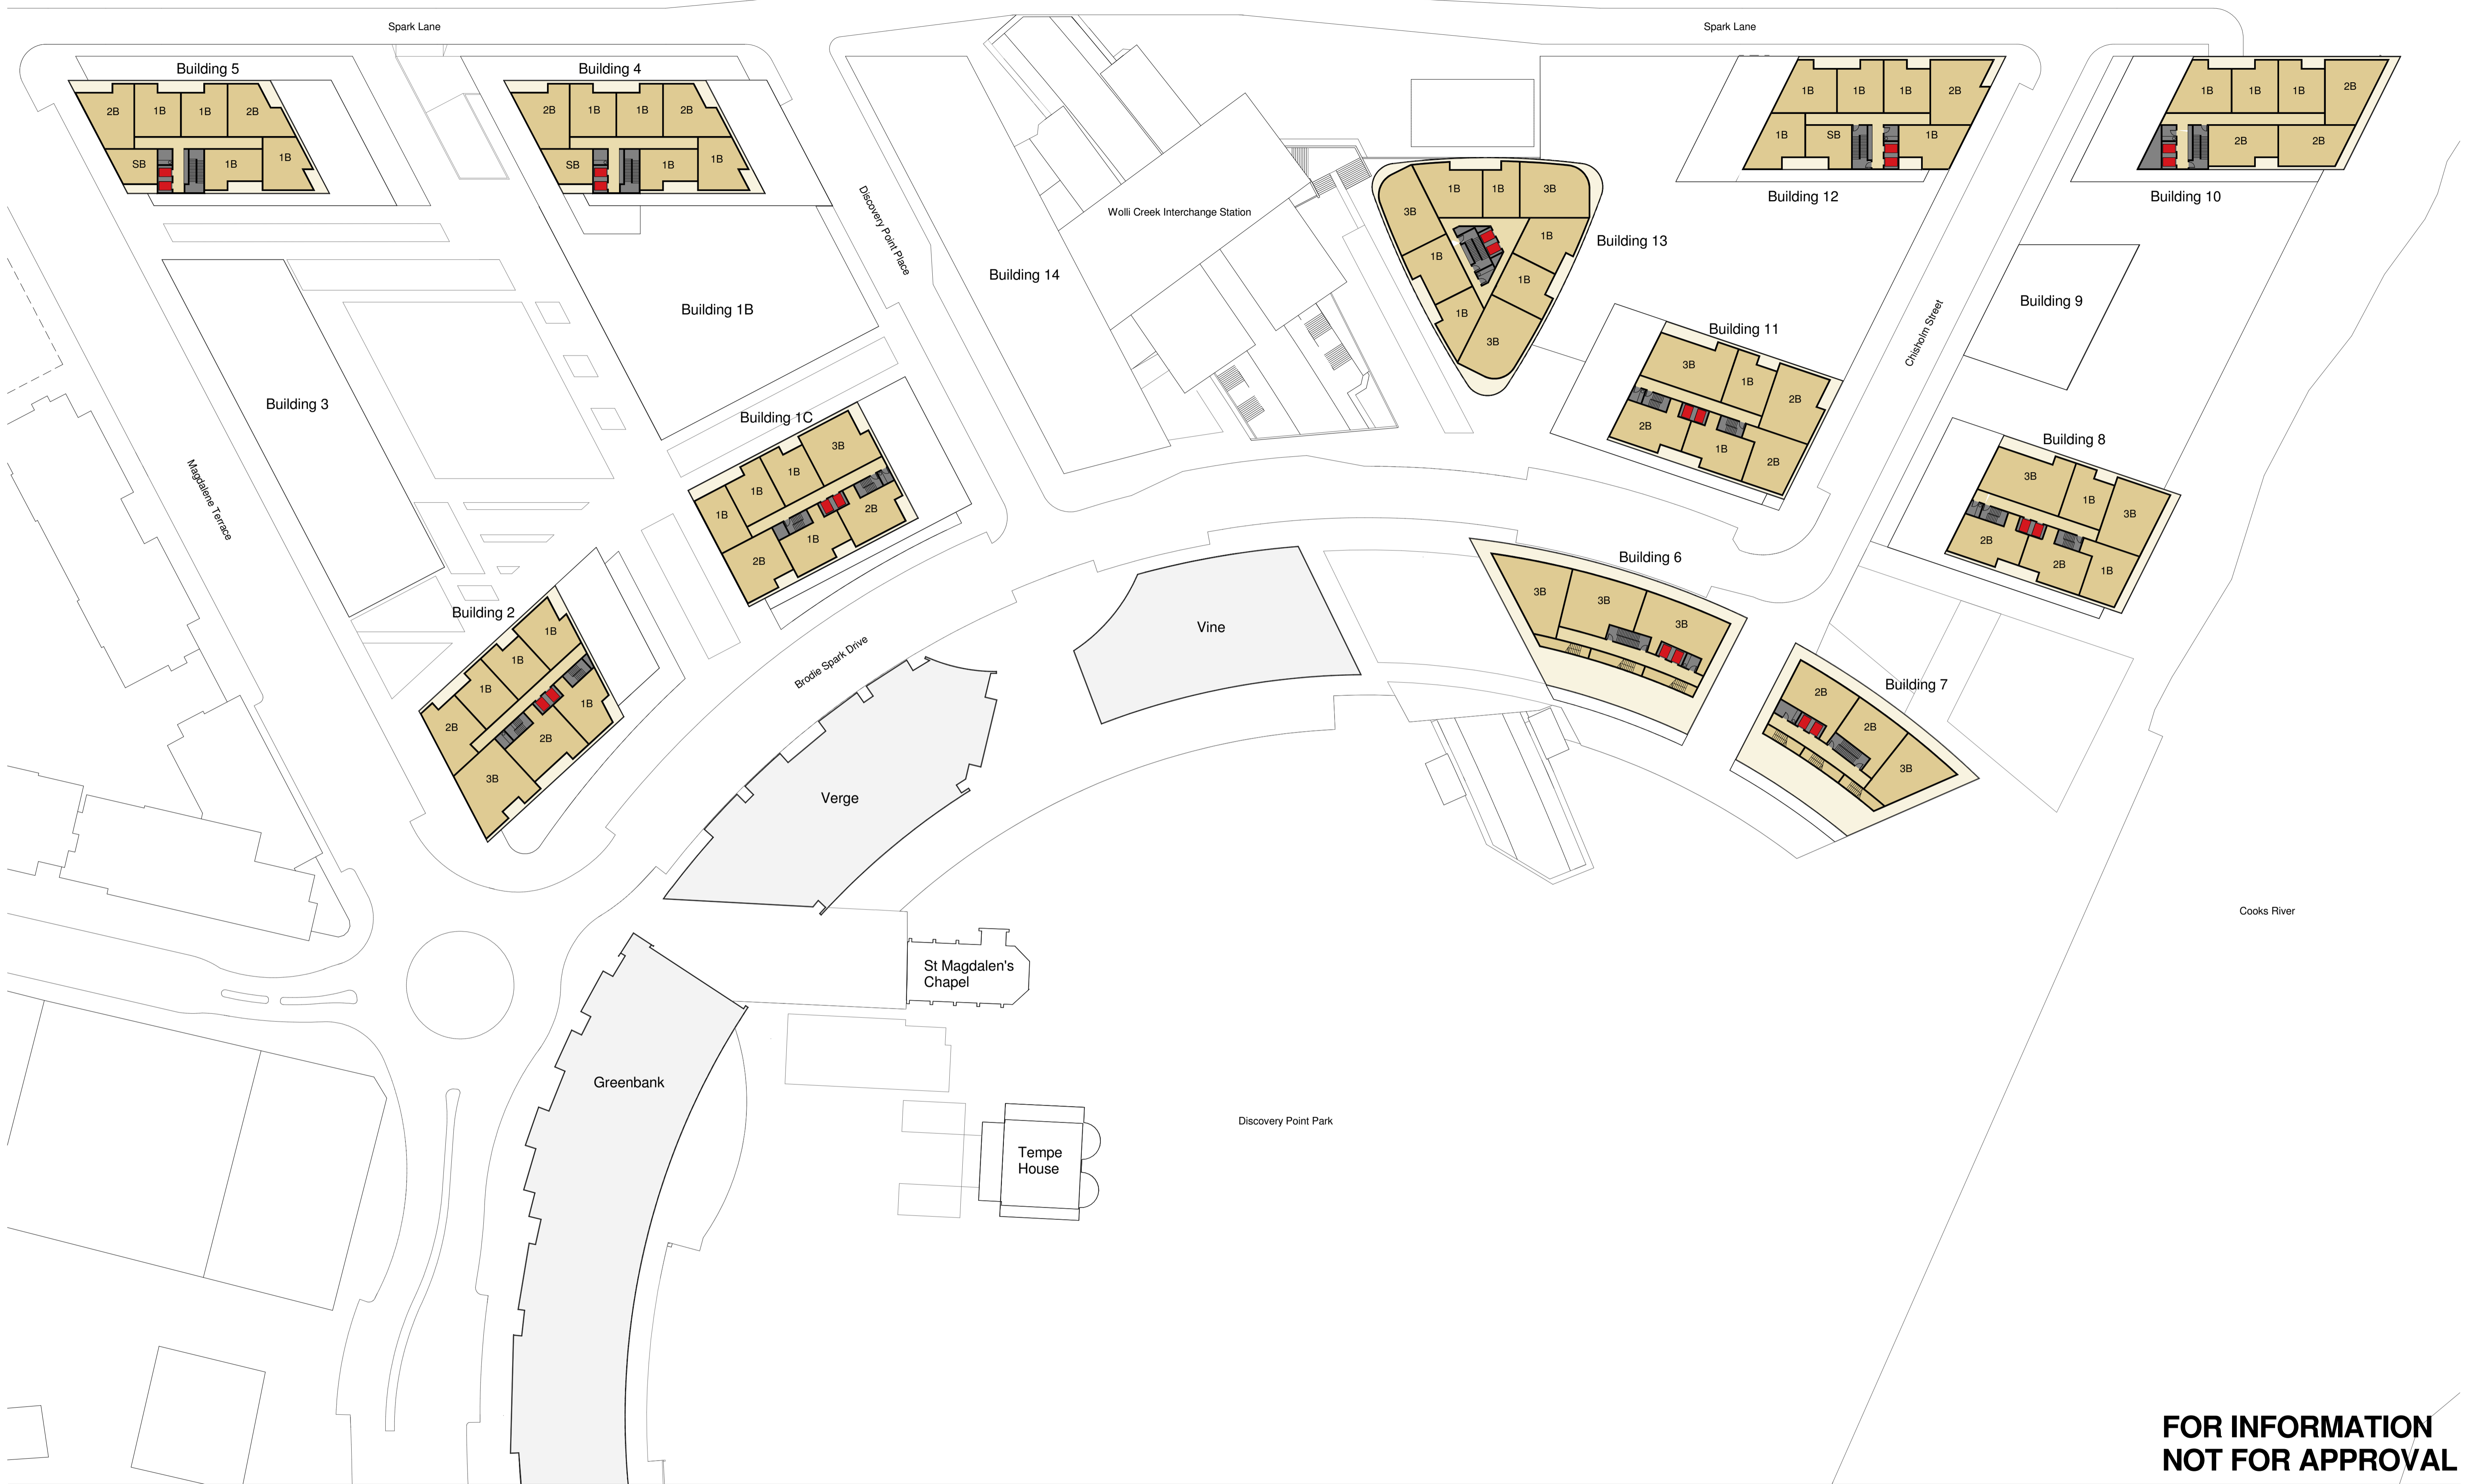 Spark Lane
Spark Lane
Building 5
2B
1B
1B
2B
SB
1B
1B
Building 4
2B
1B
1B
2B
SB
1B
1B
Building 12
1B
1B
1B
2B
1B
SB
1B
Building 10
1B
1B
1B
2B
2B
2B
Discovery Point Place
Wolli Creek Interchange Station
Building 14
Building 13
3B
1B
1B
3B
1B
1B
1B
1B
3B
Building 1B
Building 9
Chisholm Street
Building 11
3B
1B
2B
2B
1B
2B
Building 3
Building 1C
3B
1B
1B
1B
2B
1B
2B
Building 8
3B
1B
3B
2B
2B
1B
Magdalene Terrace
Building 2
1B
1B
1B
2B
1B
2B
3B
Brodie Spark Drive
Vine
Building 6
3B
3B
3B
Building 7
2B
2B
3B
Verge
Cooks River
St Magdalen's
Chapel
Greenbank
Discovery Point Park
Tempe
House
FOR INFORMATION
NOT FOR APPROVAL